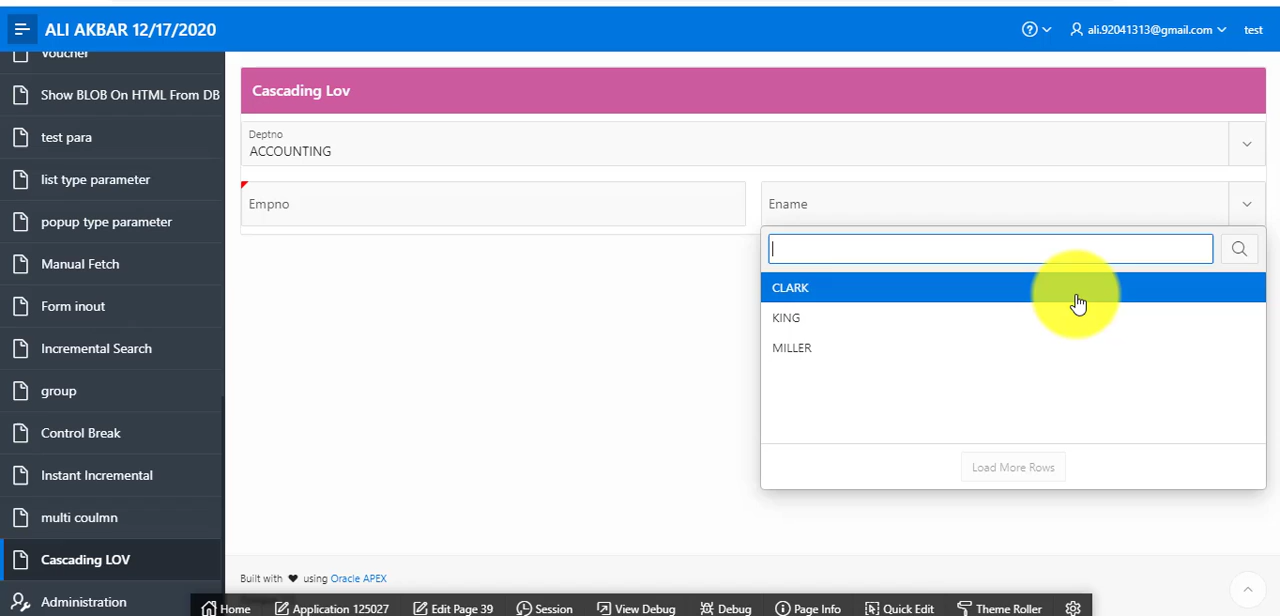 ALI AKBAR 12/17/2020
ali.92041313@gmail.com
test
Voucher
Show BLOB On HTML From DB
test para
list type parameter
popup type parameter
Manual Fetch
Form inout
Incremental Search
group
Control Break
Instant Incremental
multi coulmn
Cascading LOV
Administration
Cascading Lov
Deptno
ACCOUNTING
Empno
Ename
CLARK
KING
MILLER
Load More Rows
Built with ♥ using Oracle APEX
Home
Application 125027
Edit Page 39
Session
View Debug
Debug
Page Info
Quick Edit
Theme Roller